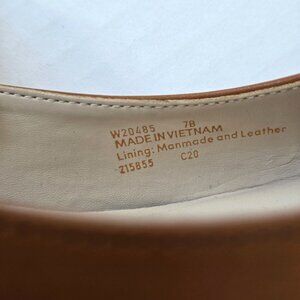 W20485 7B
MADE IN VIETNAM
Lining: Manmade and Leather
Z15855 C20